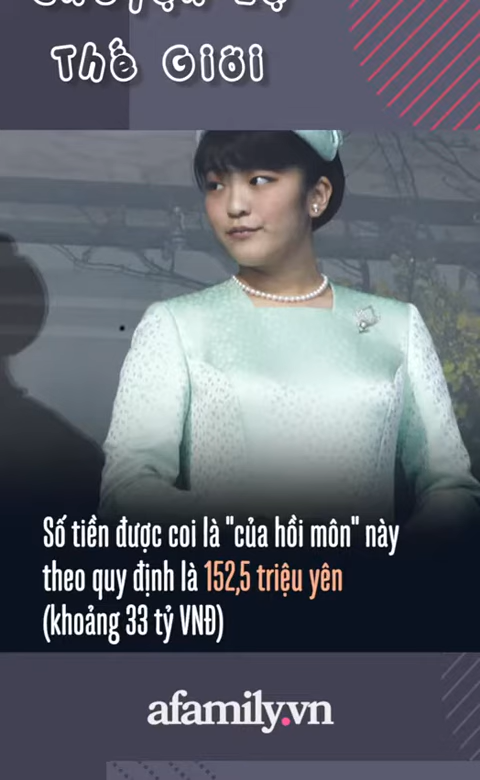 Thế Giới
Số tiền được coi là "của hồi môn" này
theo quy định là 152,5 triệu yên
(khoảng 33 tỷ VNĐ)
afamily.vn